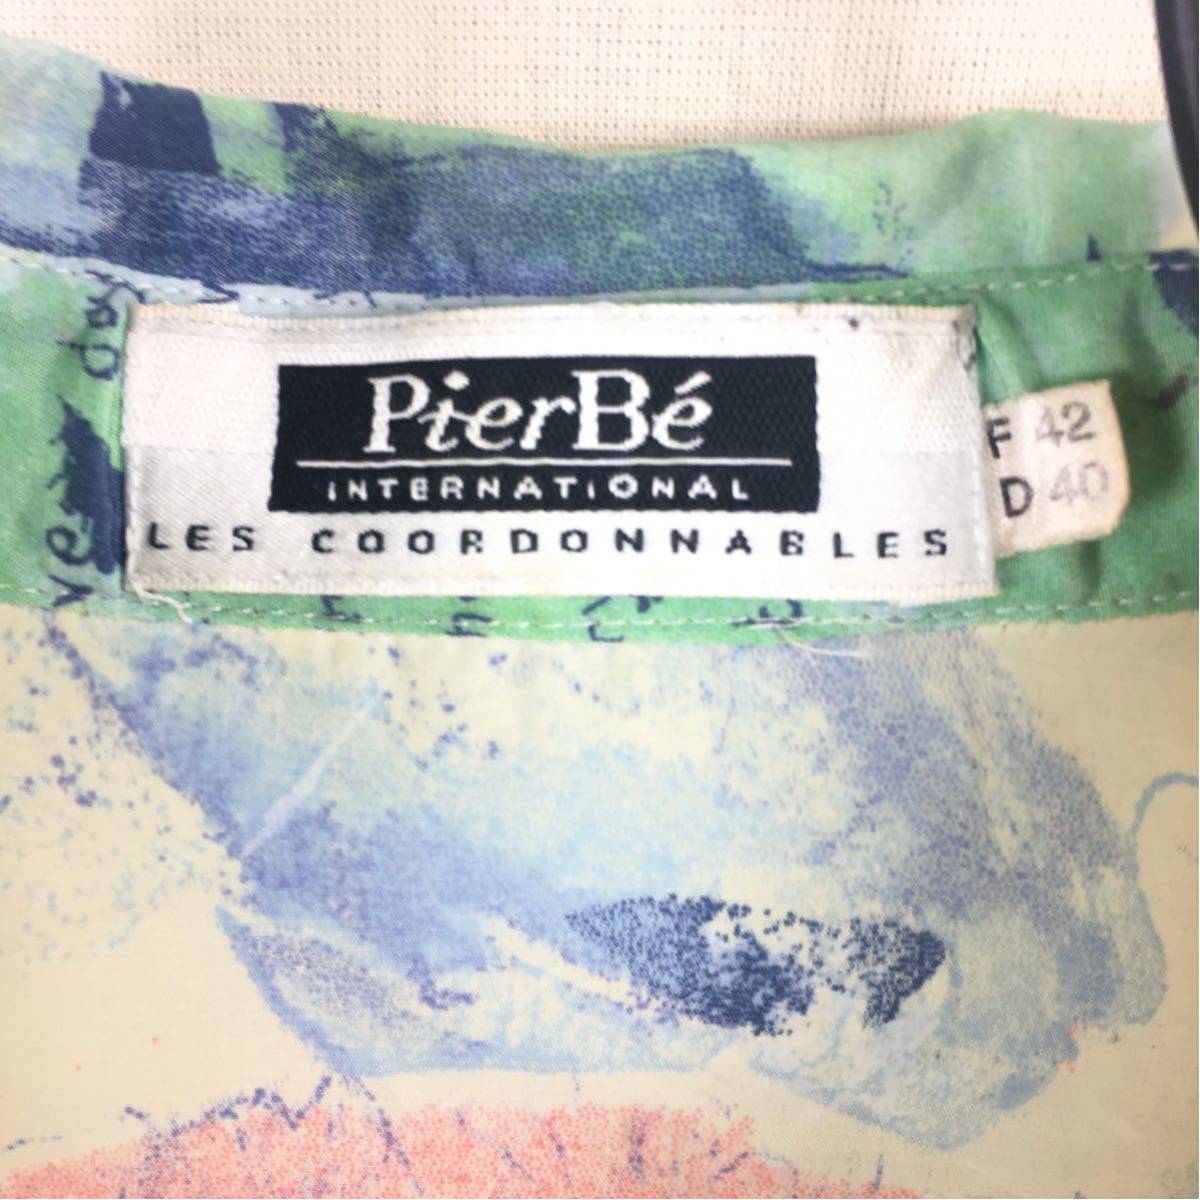 PierBé
INTERNATIONAL
LES COORDONNABLES
F 42
D 40